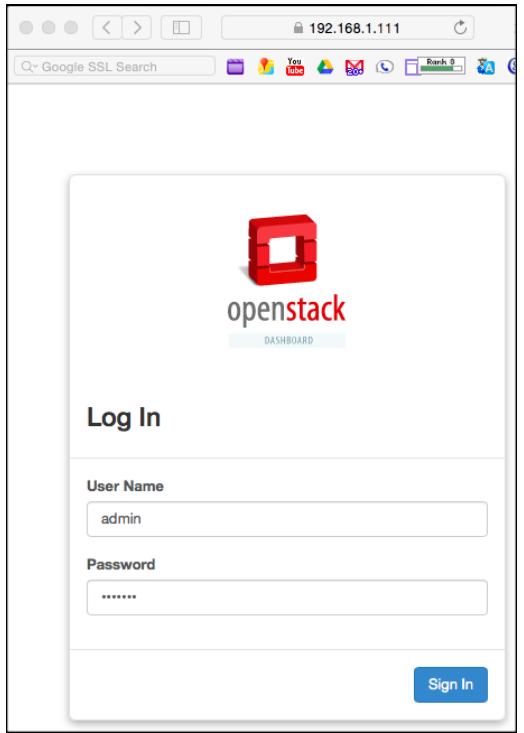 192.168.1.111
Google SSL Search
You
Tube
20+
Rank 0
openstack
DASHBOARD
Log In
User Name
admin
Password
•••••••
Sign In